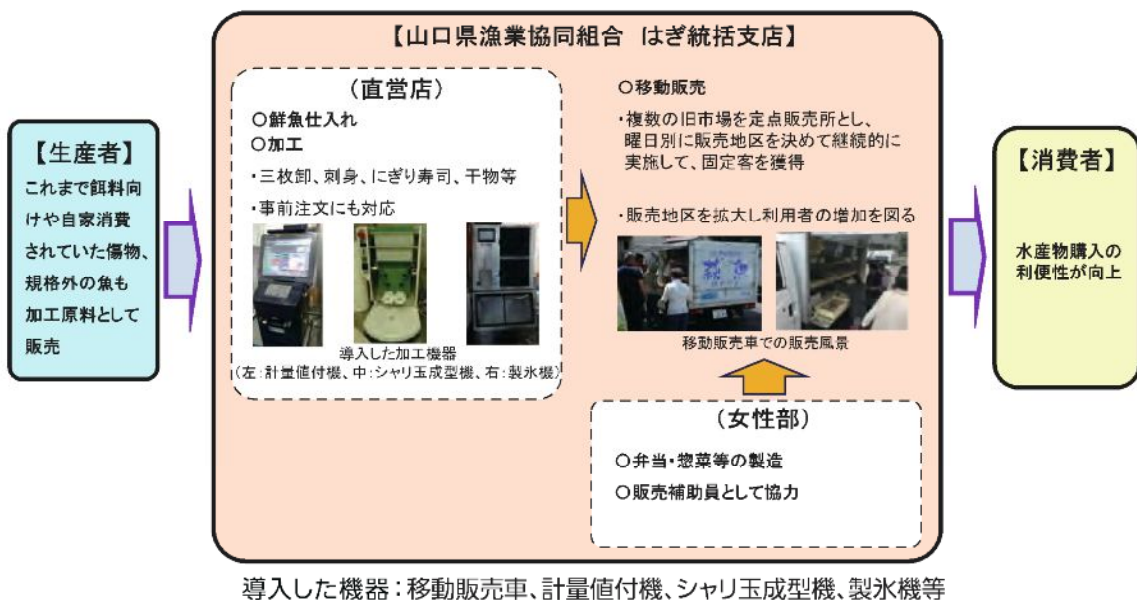 【山口県漁業協同組合 はぎ統括支店】
【生産者】
これまで餌料向
けや自家消費
されていた傷物、
規格外の魚も
加工原料として
販売
(直営店)
○鮮魚仕入れ
○加工
・三枚卸、刺身、にぎり寿司、干物等
・事前注文にも対応
導入した加工機器
(左:計量値付機、中:シャリ玉成型機、右:製氷機)
○移動販売
・複数の旧市場を定点販売所とし、
曜日別に販売地区を決めて継続的に
実施して、固定客を獲得
・販売地区を拡大し利用者の増加を図る
移動販売車での販売風景
(女性部)
○弁当・惣菜等の製造
○販売補助員として協力
【消費者】
水産物購入の
利便性が向上
導入した機器:移動販売車、計量値付機、シャリ玉成型機、製氷機等